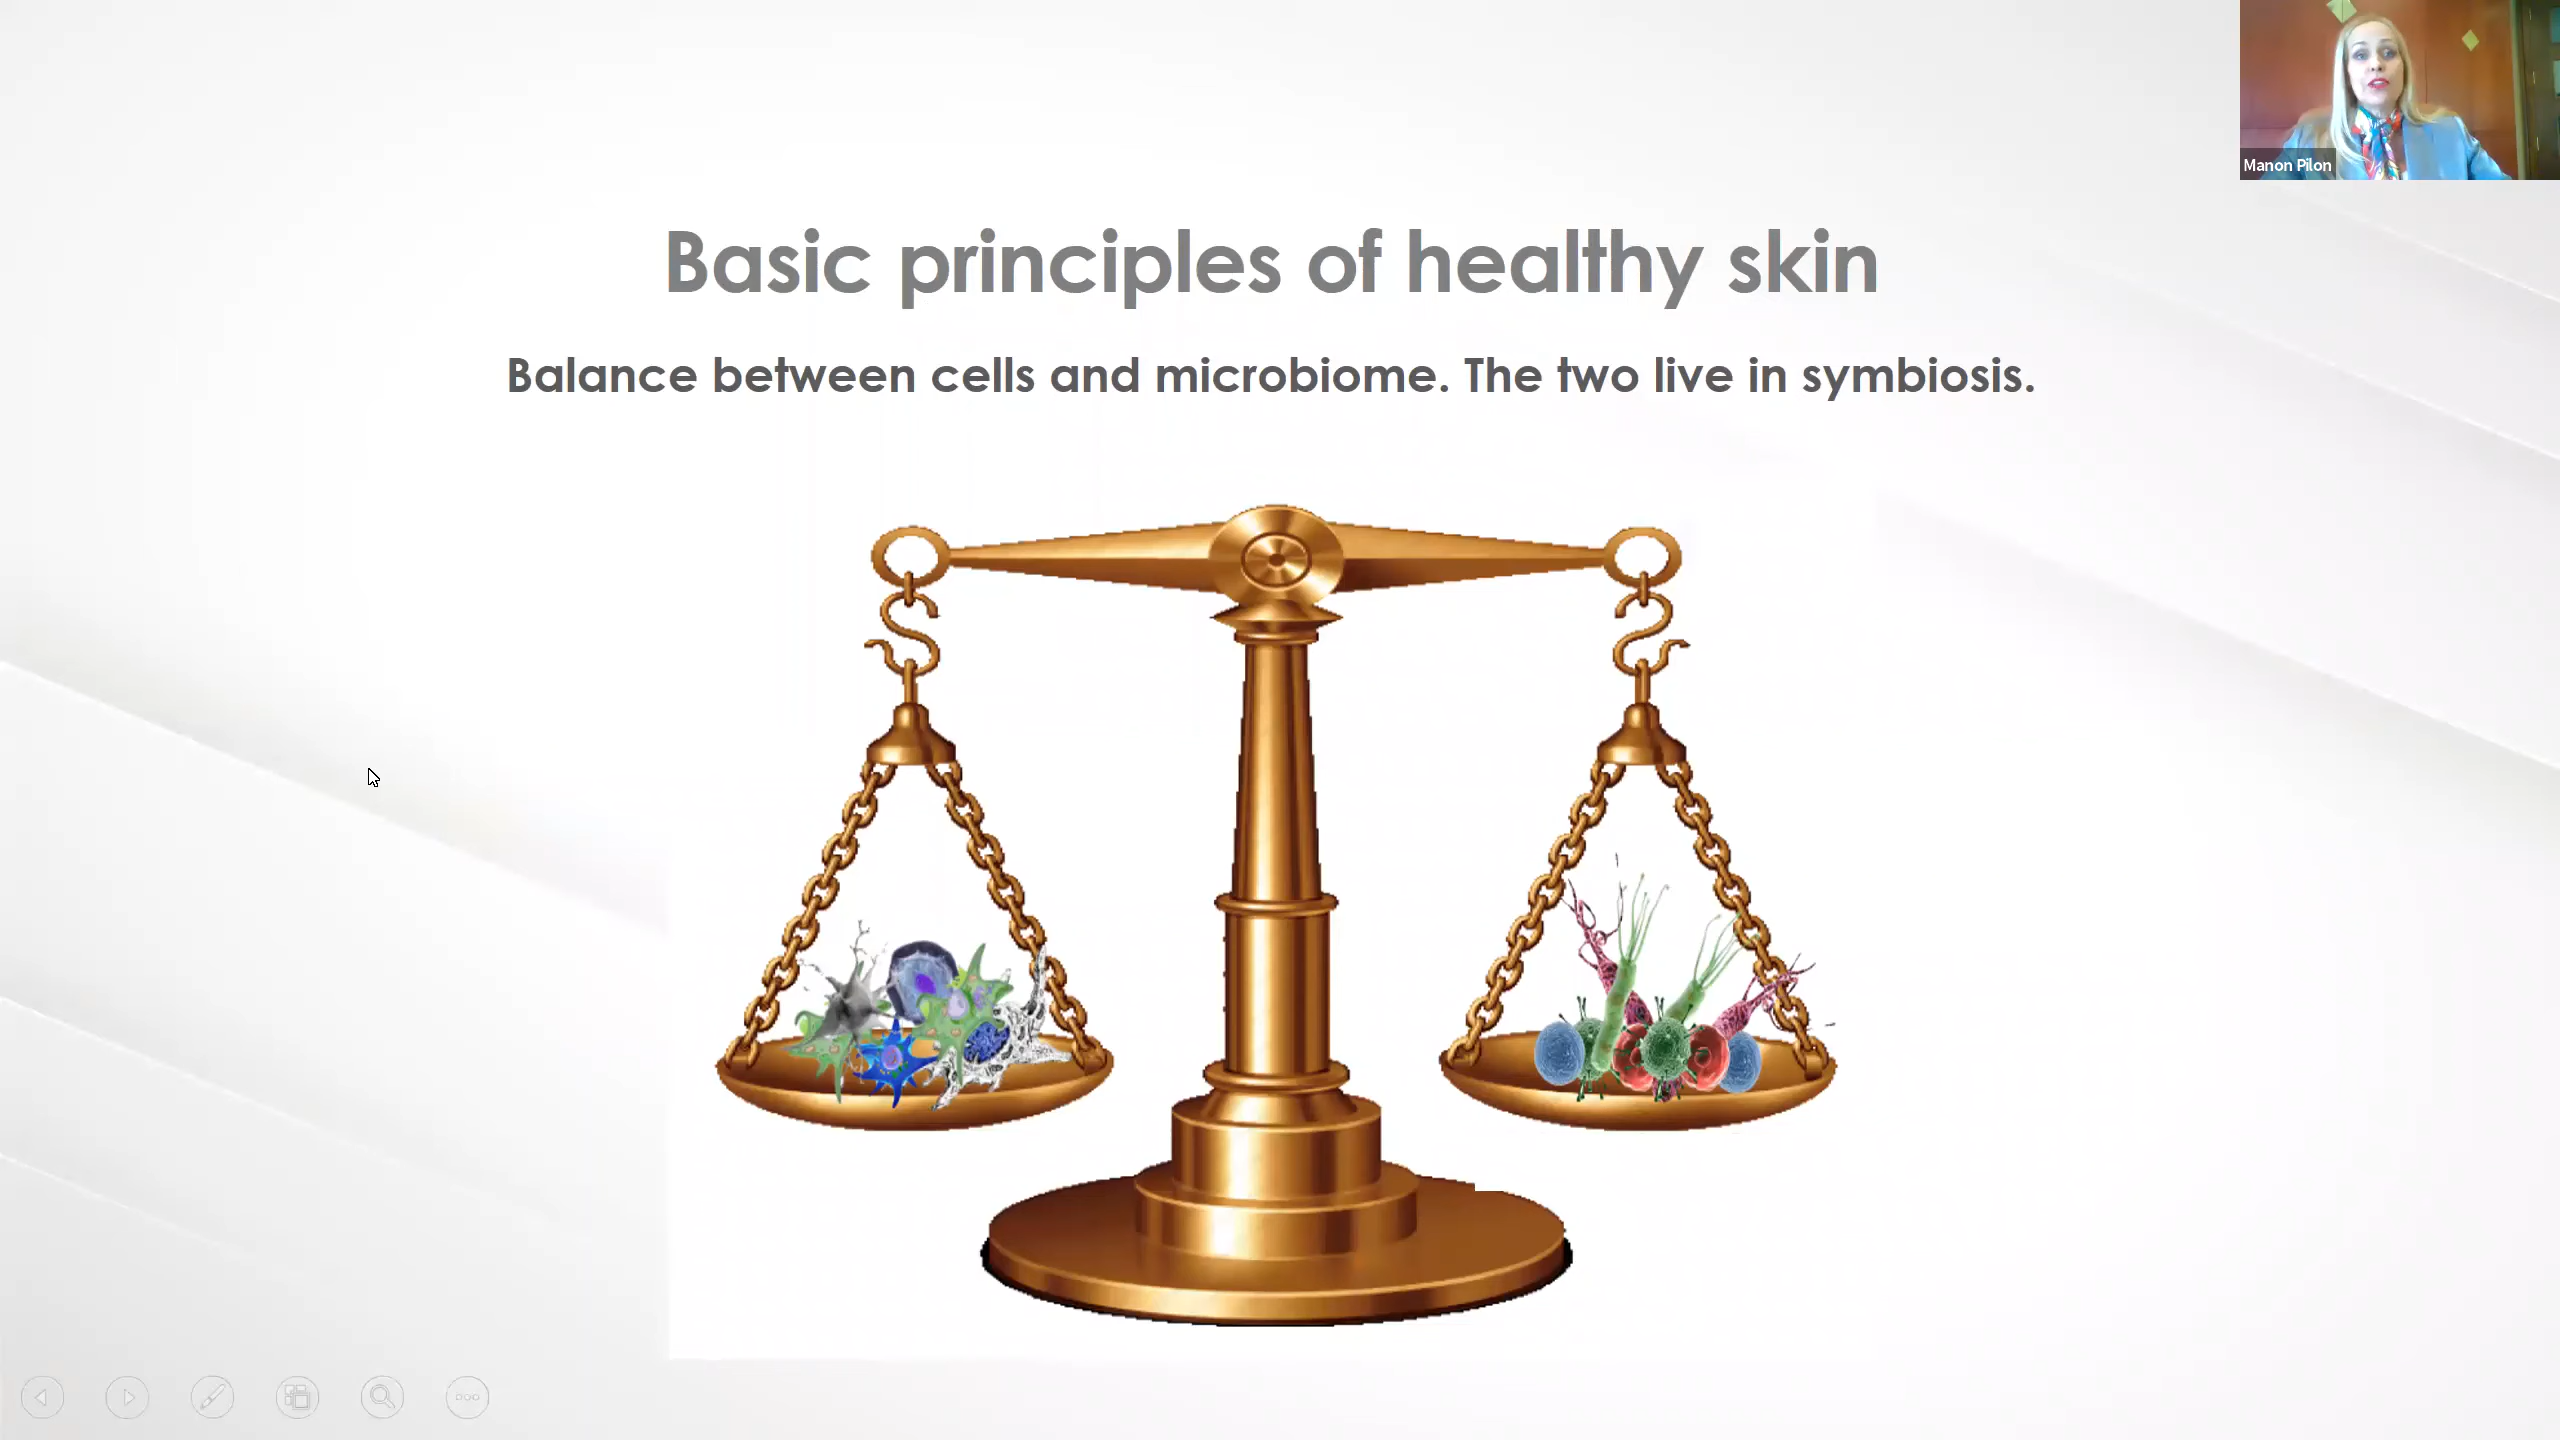 Manon Pilon
Basic principles of healthy skin
Balance between cells and microbiome. The two live in symbiosis.